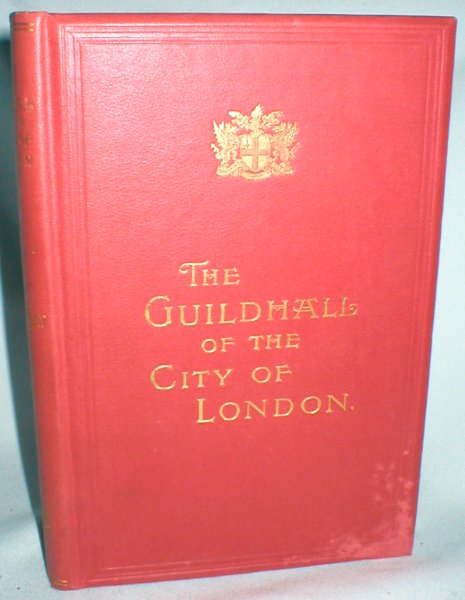 THE
GUILDHALL
OF THE
CITY OF
LONDON.